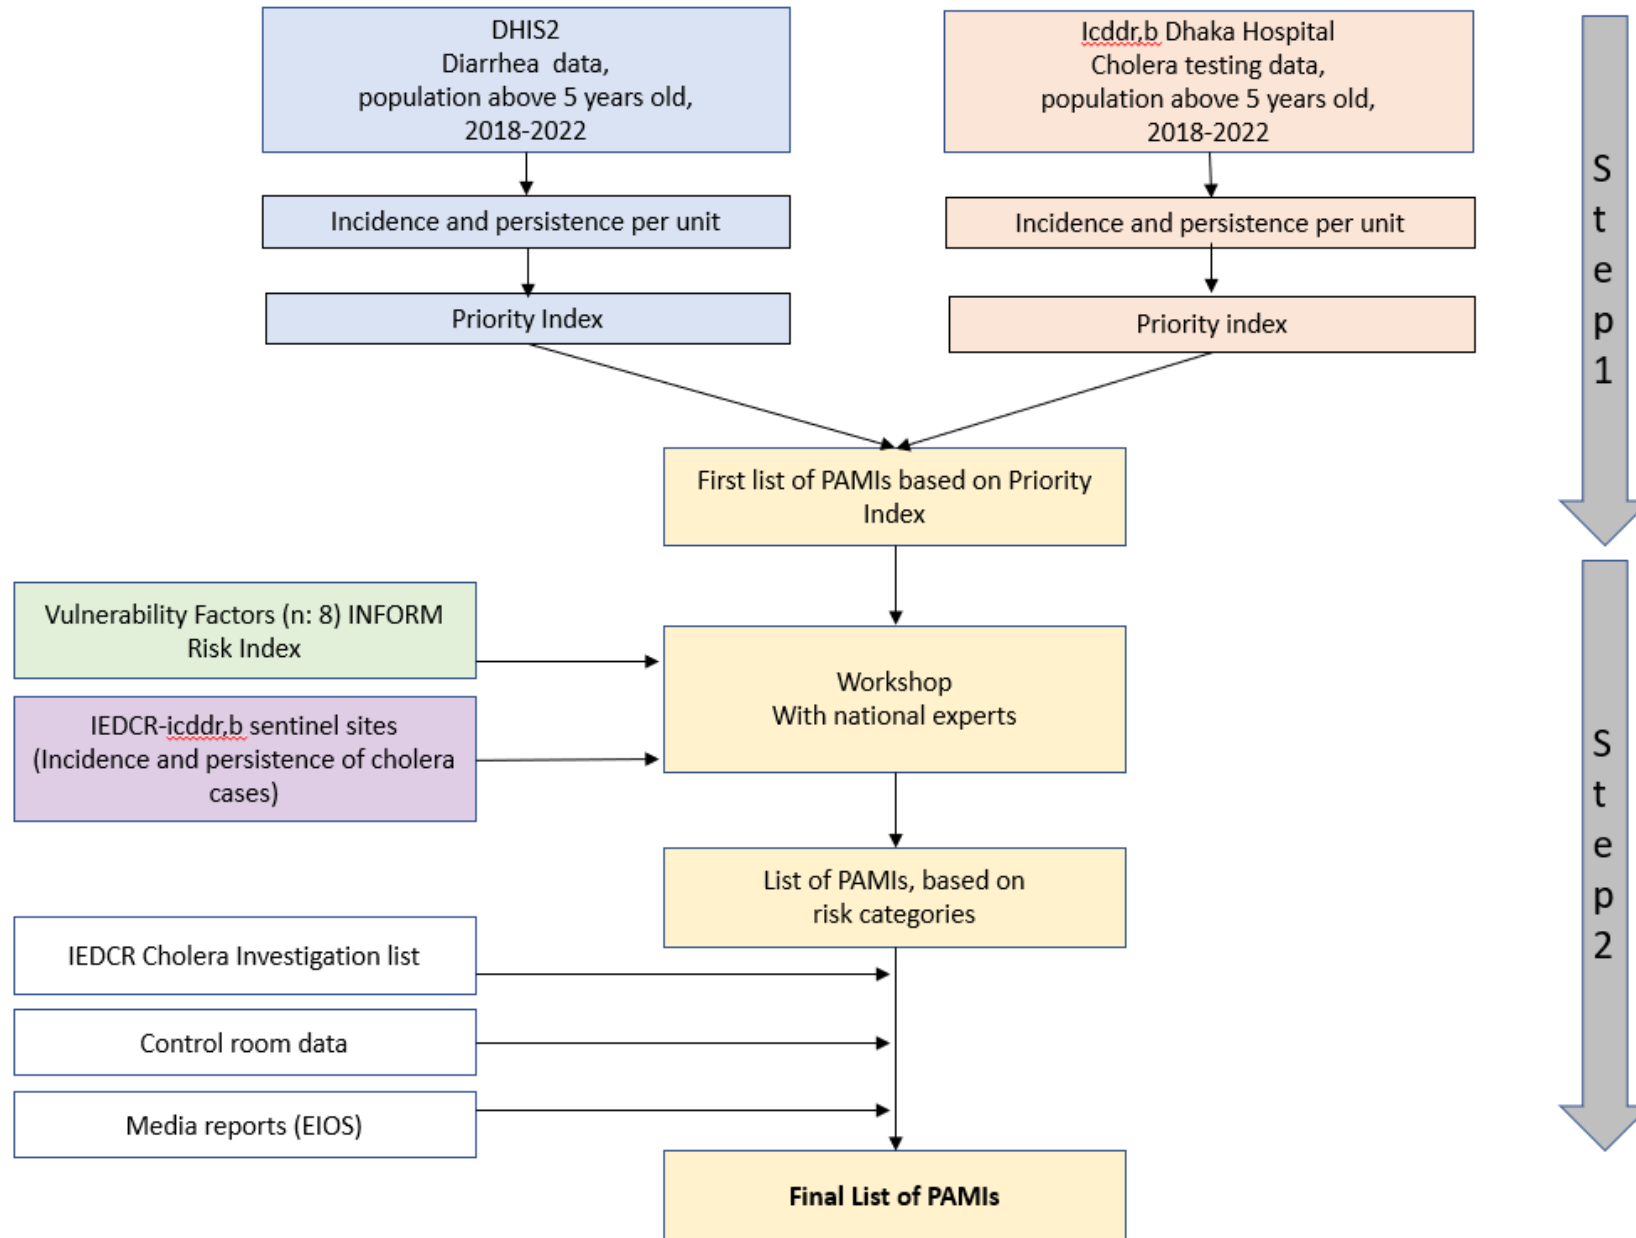 DHIS2
Diarrhea data,
population above 5 years old,
2018-2022
Icddr,b Dhaka Hospital
Cholera testing data,
population above 5 years old,
2018-2022
Incidence and persistence per unit
Incidence and persistence per unit
Priority Index
Priority index
Step1
First list of PAMIs based on Priority
Index
Vulnerability Factors (n: 8) INFORM
Risk Index
IEDCR-icddr,b sentinel sites
(Incidence and persistence of cholera
cases)
Workshop
With national experts
List of PAMIs, based on
risk categories
Step2
IEDCR Cholera Investigation list
Control room data
Media reports (EIOS)
Final List of PAMIs